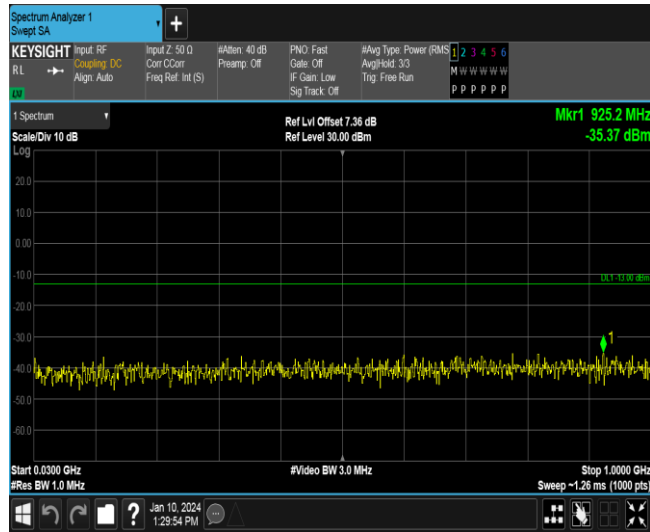 Spectrum Analyzer 1
Swept SA
+
KEYSIGHT Input: RF Input Z: 50 Ω #Atten: 40 dB PNO: Fast #Avg Type: Power (RMS 1 2 3 4 5 6
RL Coupling: DC Corr CCorr Preamp: Off Gate: Off Avg|Hold: 3/3 M W W W W W
Align: Auto Freq Ref: Int (S) IF Gain: Low Trig: Free Run
Sig Track: Off P P P P P P
LXI
1 Spectrum Ref Lvl Offset 7.36 dB Mkr1 925.2 MHz
Scale/Div 10 dB Ref Level 30.00 dBm -35.37 dBm
Log
20.0
10.0
0.00
-10.0 DL1 -13.00 dBm
-20.0
-30.0
1
-40.0
-50.0
-60.0
Start 0.0300 GHz #Video BW 3.0 MHz Stop 1.0000 GHz
#Res BW 1.0 MHz Sweep ~1.26 ms (1000 pts)
? Jan 10, 2024
1:29:54 PM